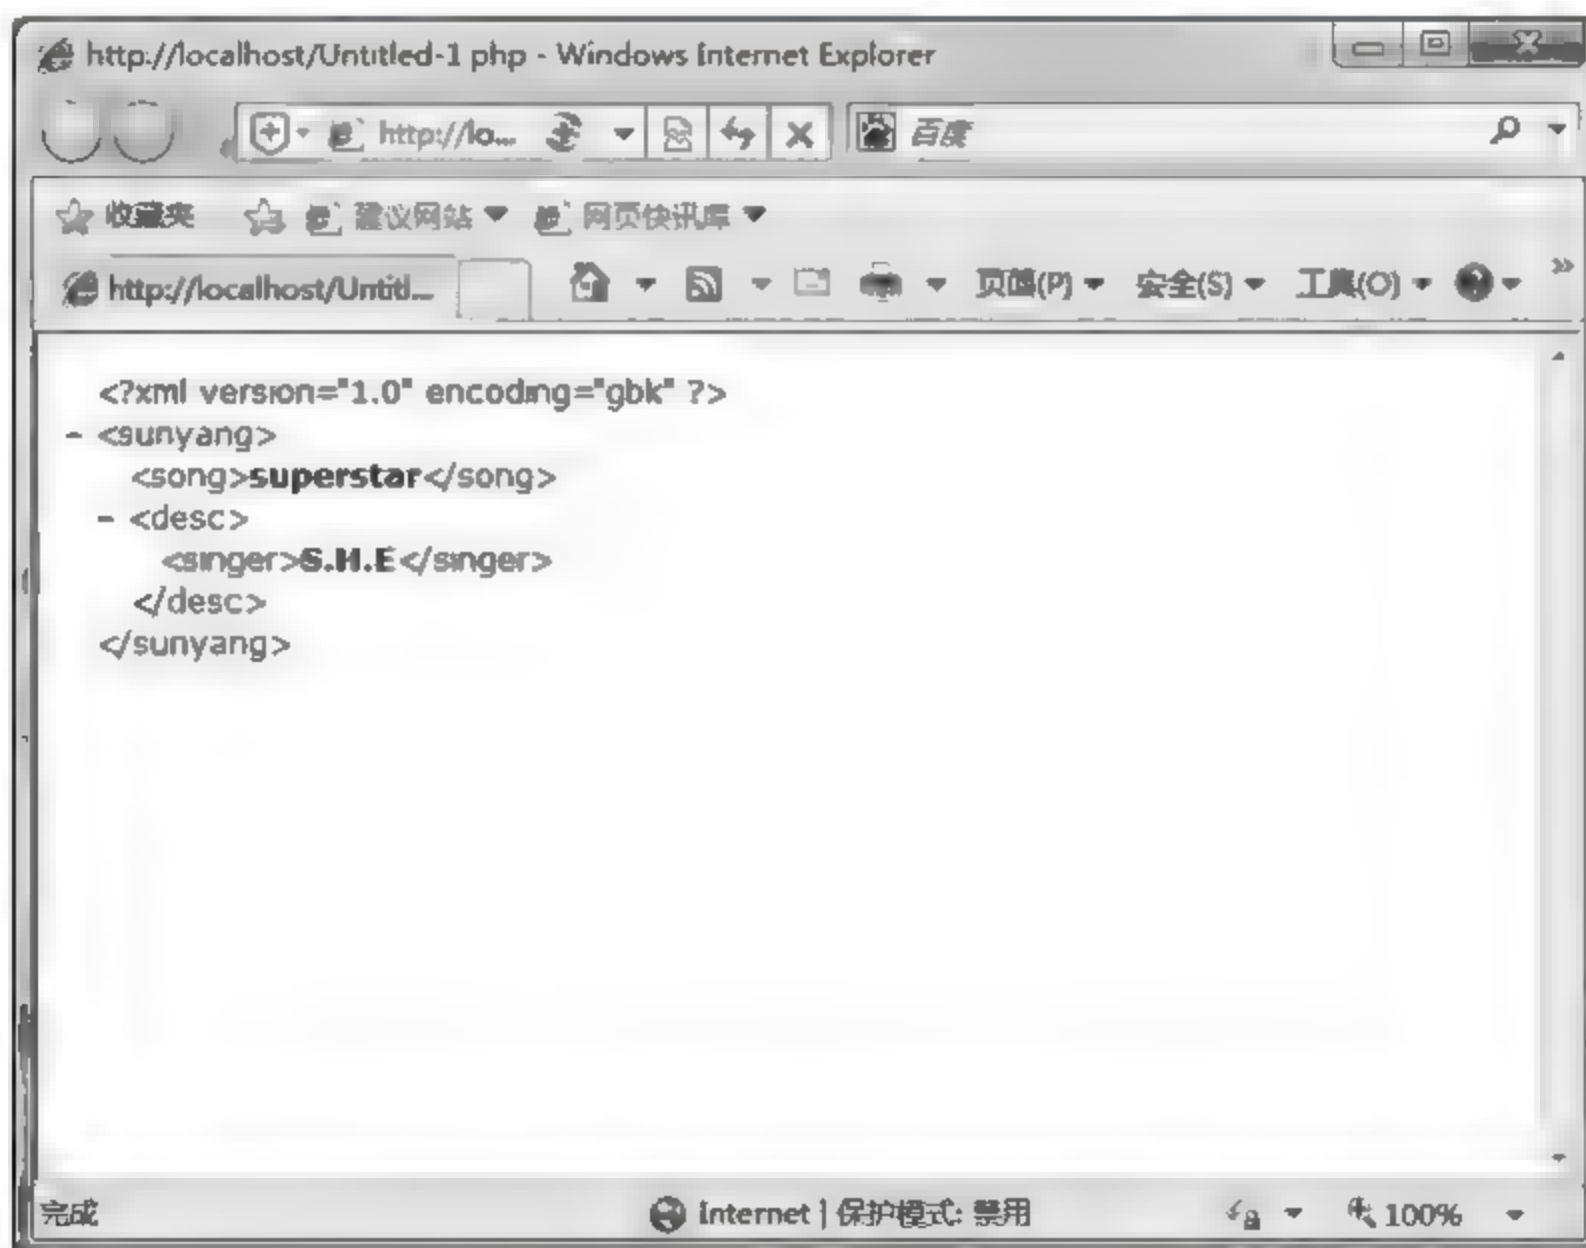 http://localhost/Untitled-1 php - Windows Internet Explorer
http://lo... 百度
收藏夹 建议网站 网页快讯库
http://localhost/Untitl... 页面(P) 安全(S) 工具(O) »
<?xml version="1.0" encoding="gbk" ?>
- <sunyang>
<song>superstar</song>
- <desc>
<singer>S.H.E</singer>
</desc>
</sunyang>
完成 Internet | 保护模式: 禁用 100%